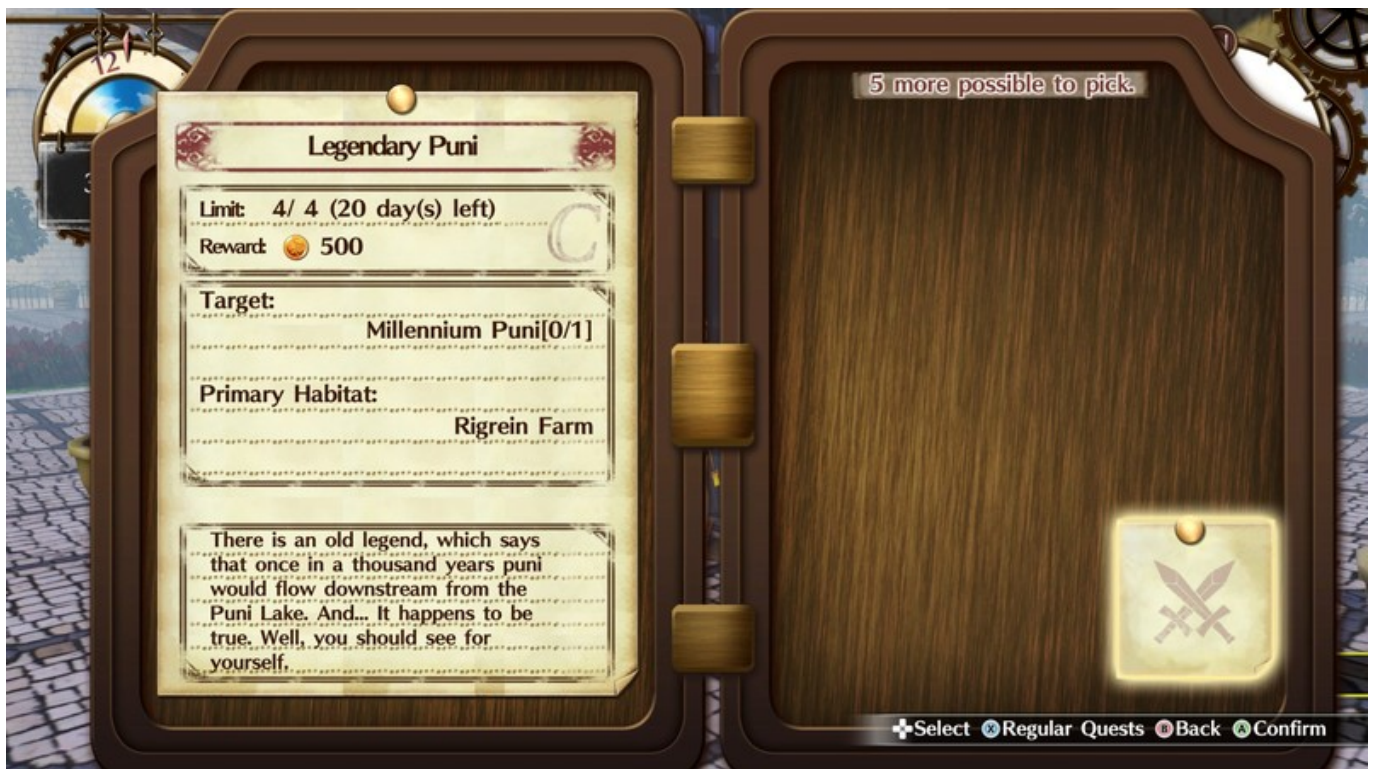 12
5 more possible to pick.
Legendary Puni
Limit: 4/ 4 (20 day(s) left)
C
Reward: 500
Target:
Millennium Puni[0/1]
Primary Habitat:
Rigrein Farm
There is an old legend, which says
that once in a thousand years puni
would flow downstream from the
Puni Lake. And... It happens to be
true. Well, you should see for
yourself.
Select X Regular Quests B Back A Confirm